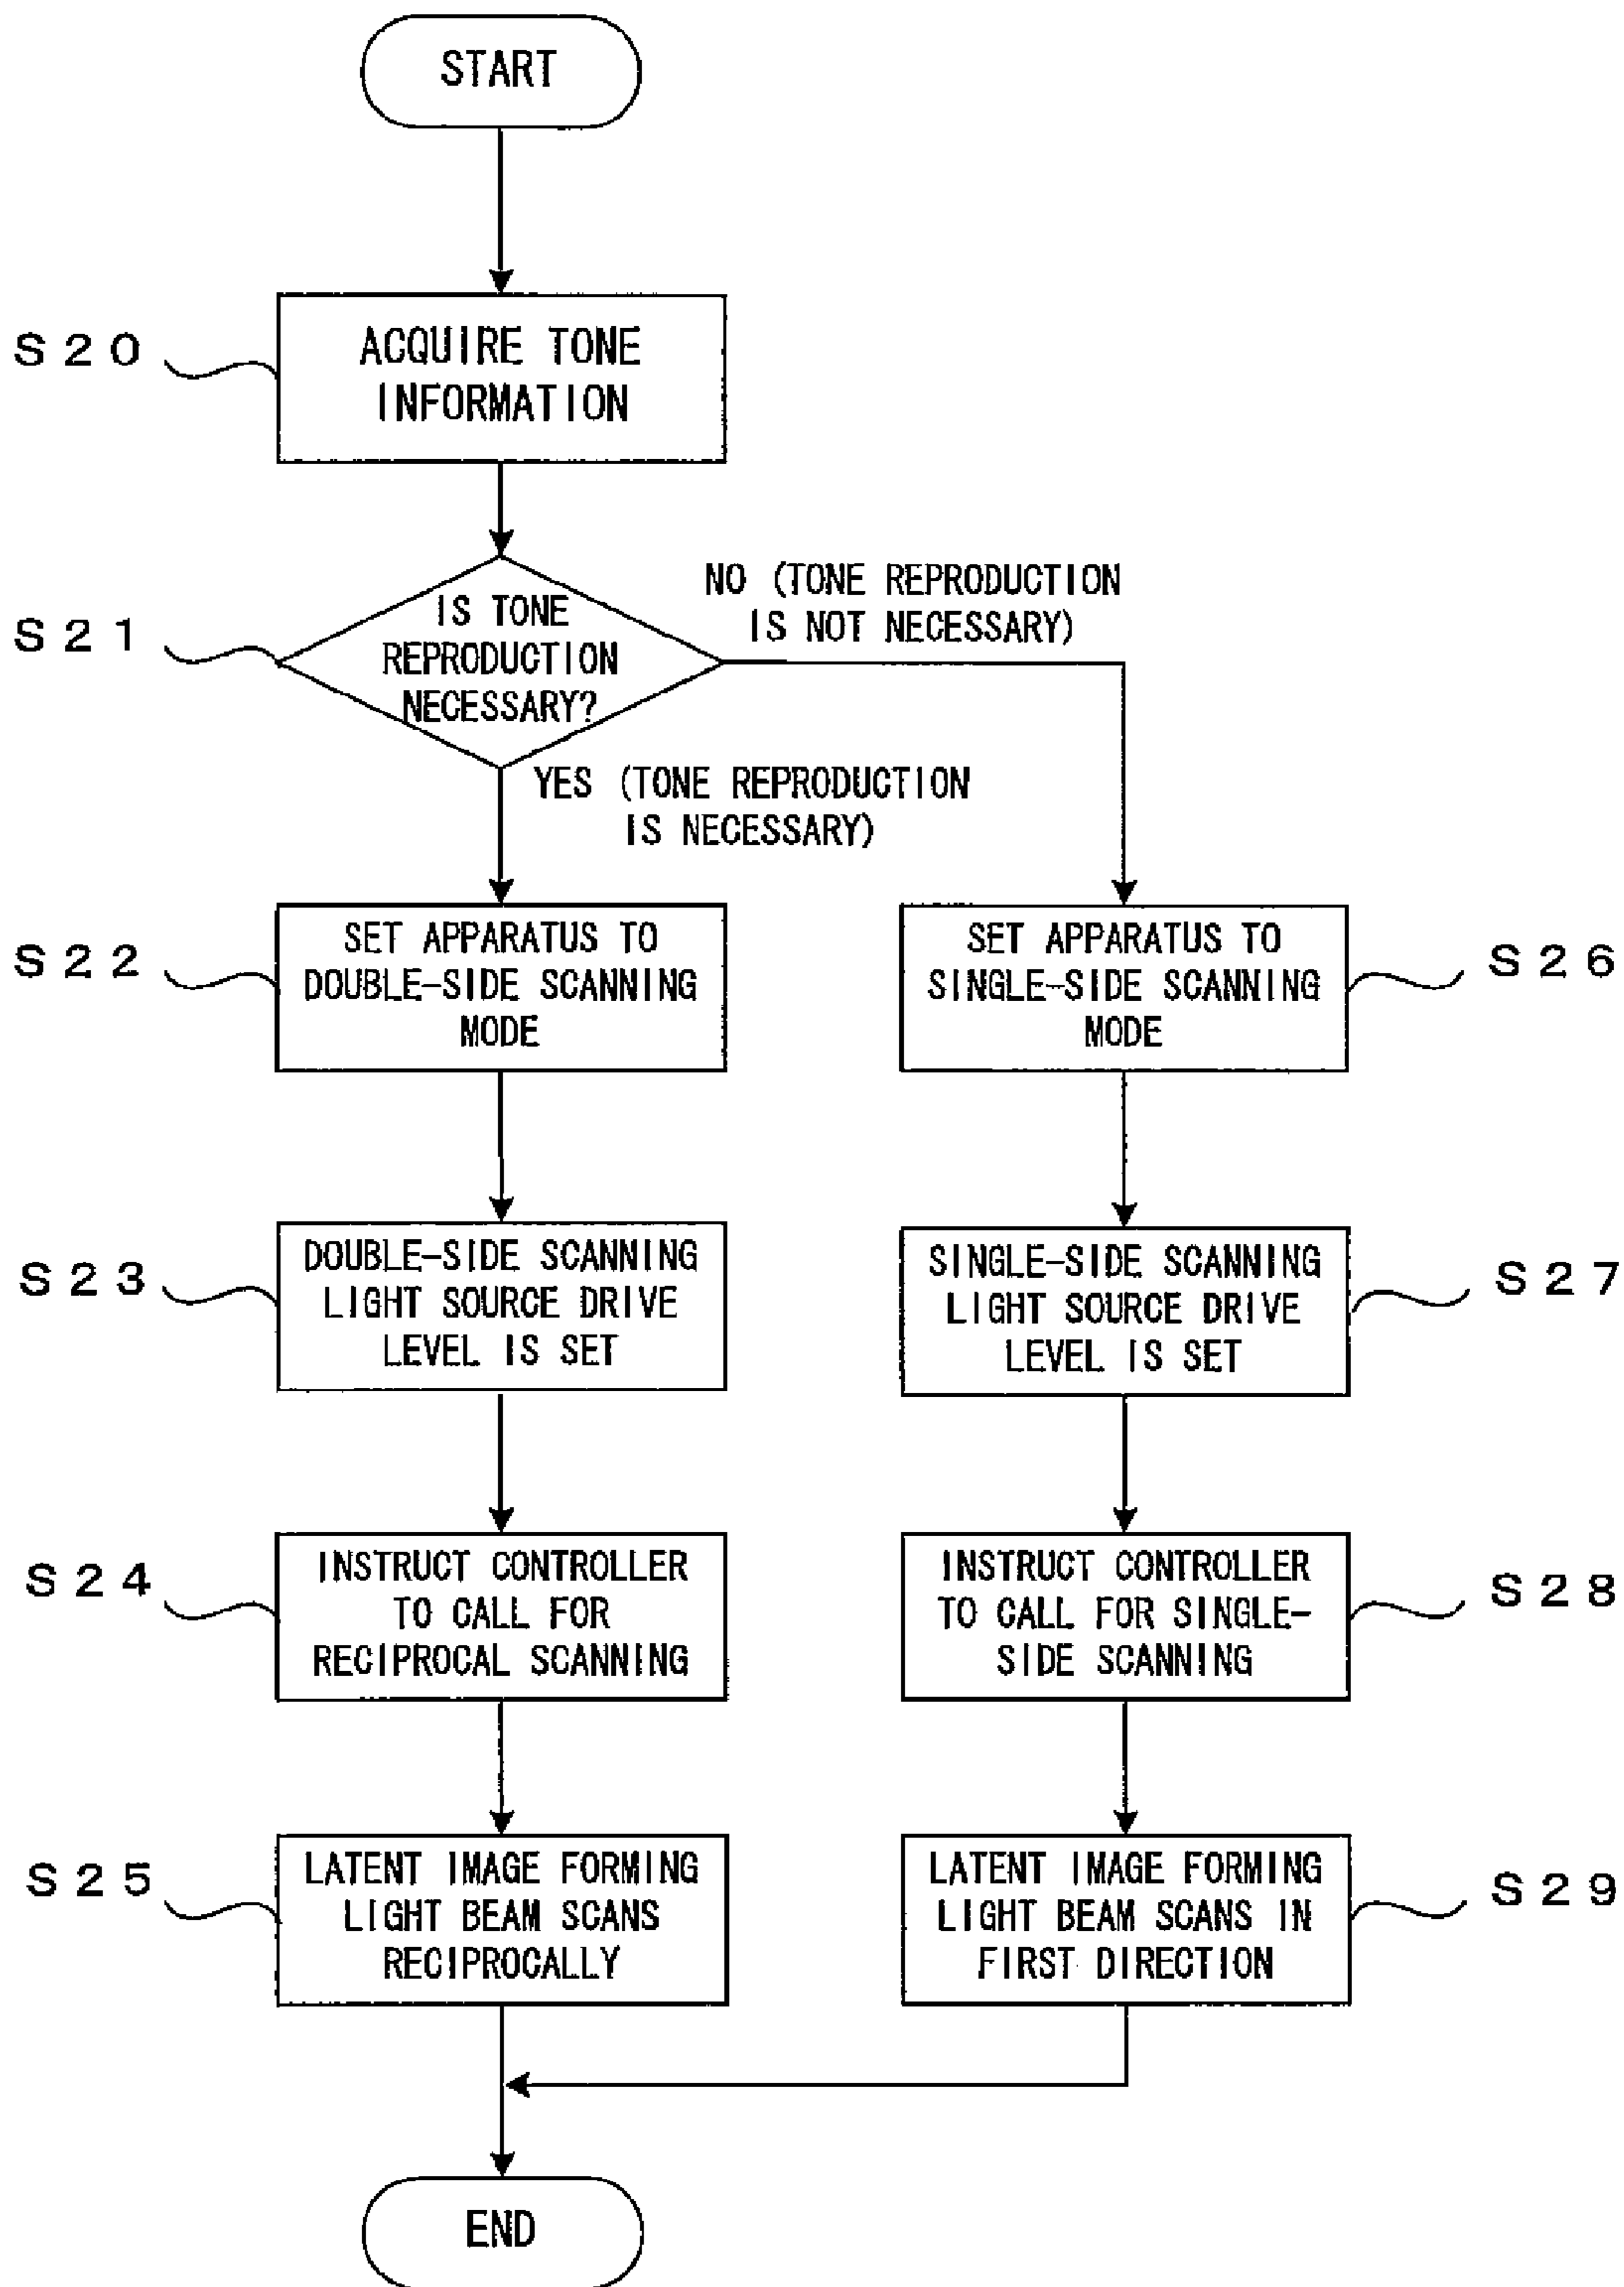 START
S20
ACQUIRE TONE
INFORMATION
S21
IS TONE
REPRODUCTION
NECESSARY?
NO (TONE REPRODUCTION
IS NOT NECESSARY)
YES (TONE REPRODUCTION
IS NECESSARY)
S22
SET APPARATUS TO
DOUBLE-SIDE SCANNING
MODE
SET APPARATUS TO
SINGLE-SIDE SCANNING
MODE
S26
S23
DOUBLE-SIDE SCANNING
LIGHT SOURCE DRIVE
LEVEL IS SET
SINGLE-SIDE SCANNING
LIGHT SOURCE DRIVE
LEVEL IS SET
S27
S24
INSTRUCT CONTROLLER
TO CALL FOR
RECIPROCAL SCANNING
INSTRUCT CONTROLLER
TO CALL FOR SINGLE-
SIDE SCANNING
S28
S25
LATENT IMAGE FORMING
LIGHT BEAM SCANS
RECIPROCALLY
LATENT IMAGE FORMING
LIGHT BEAM SCANS IN
FIRST DIRECTION
S29
END